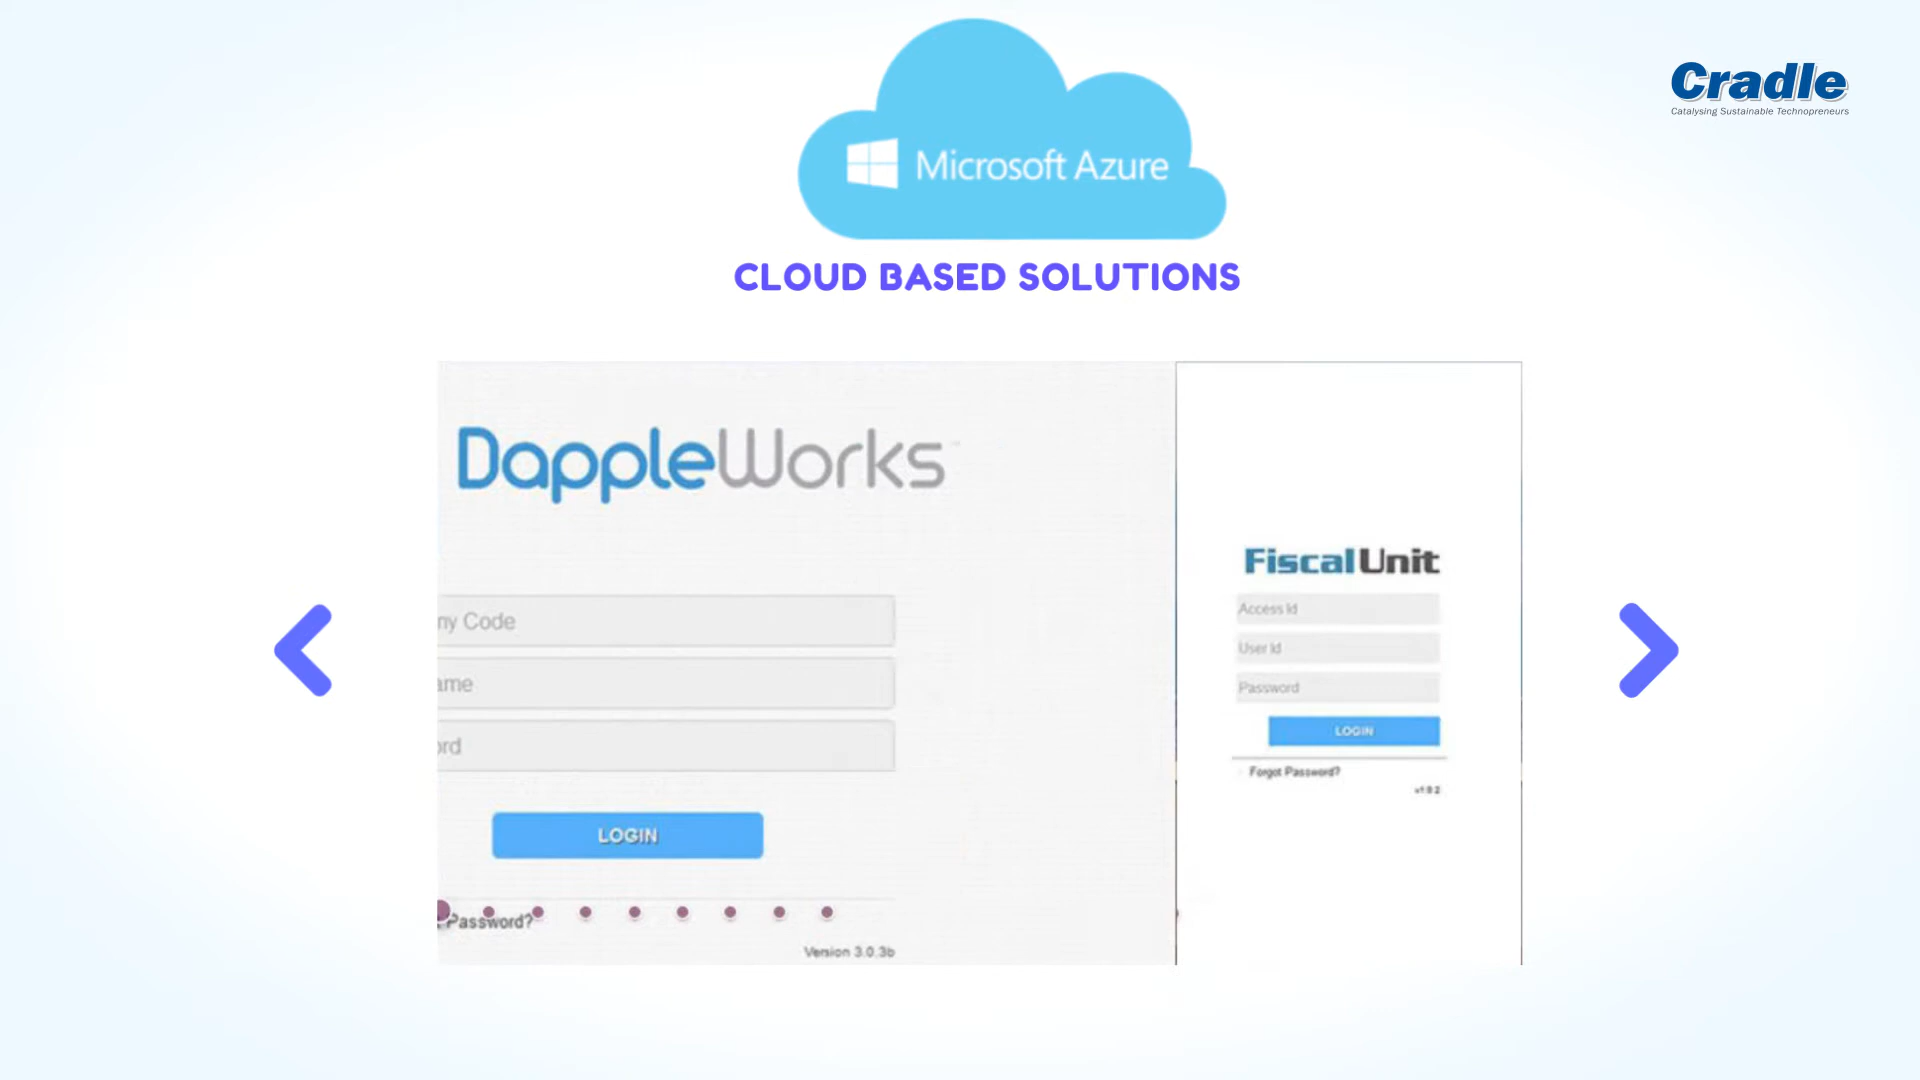 Cradle
Catalysing Sustainable Technopreneurs
Microsoft Azure
CLOUD BASED SOLUTIONS
DappleWorks
ny Code
ame
ord
LOGIN
Password?
Version 3.0.3b
FiscalUnit
Access Id
User Id
Password
LOGIN
Forgot Password?